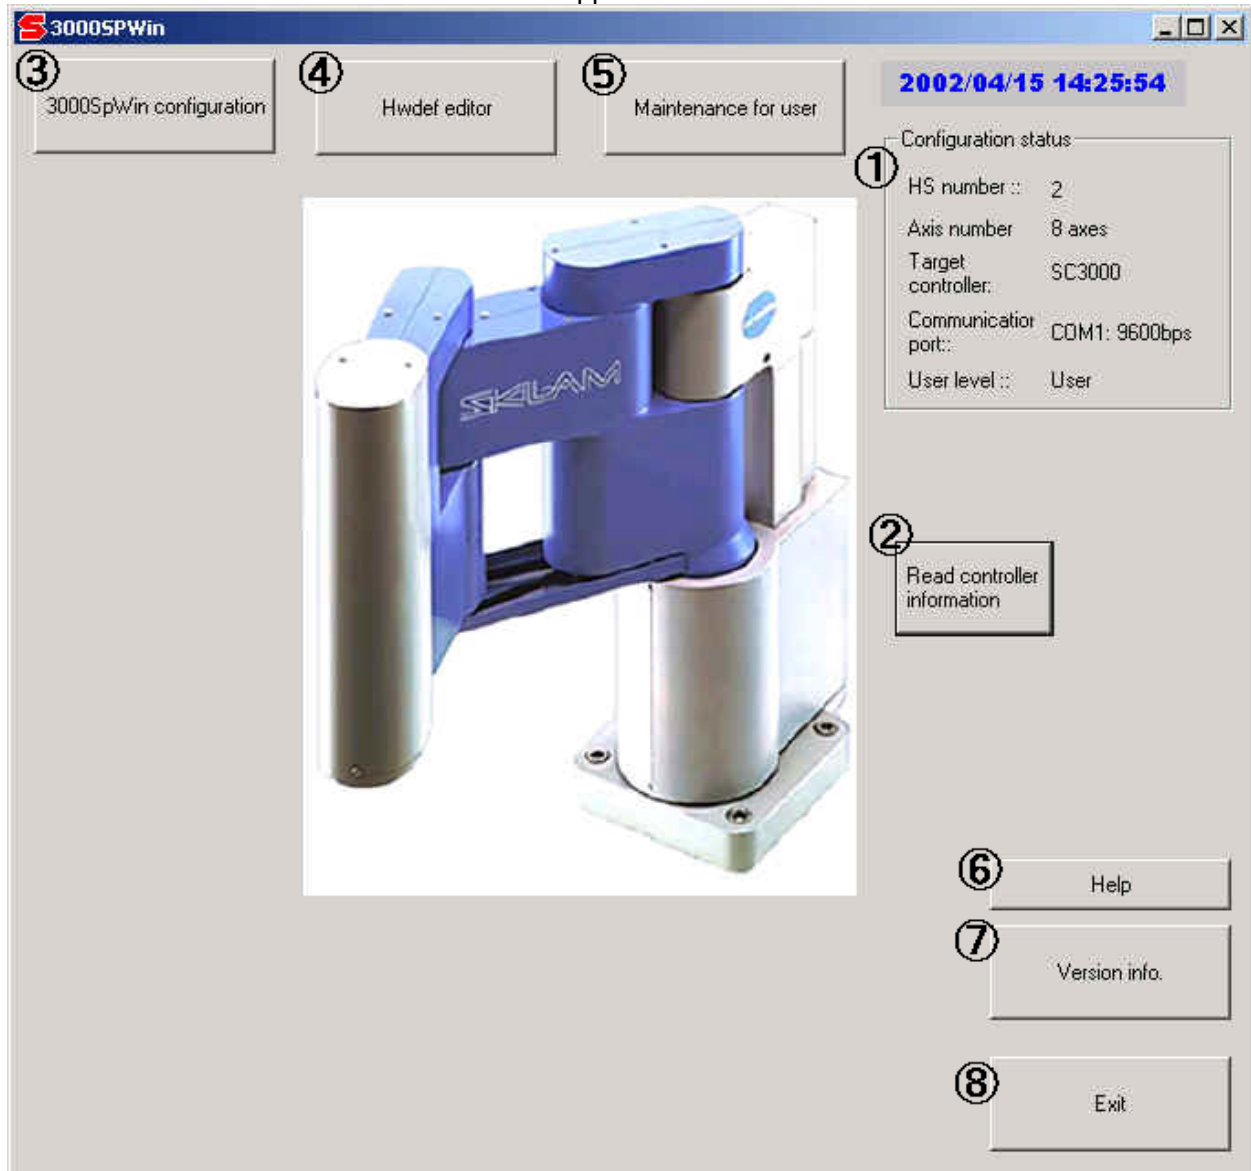 3000SPWin
③
3000SpWin configuration
④
Hwdef editor
⑤
Maintenance for user
2002/04/15 14:25:54
Configuration status
①
HS number ::
2
Axis number
8 axes
Target
controller:
SC3000
Communication
port::
COM1: 9600bps
User level ::
User
SKILAM
②
Read controller
information
⑥
Help
⑦
Version info.
⑧
Exit